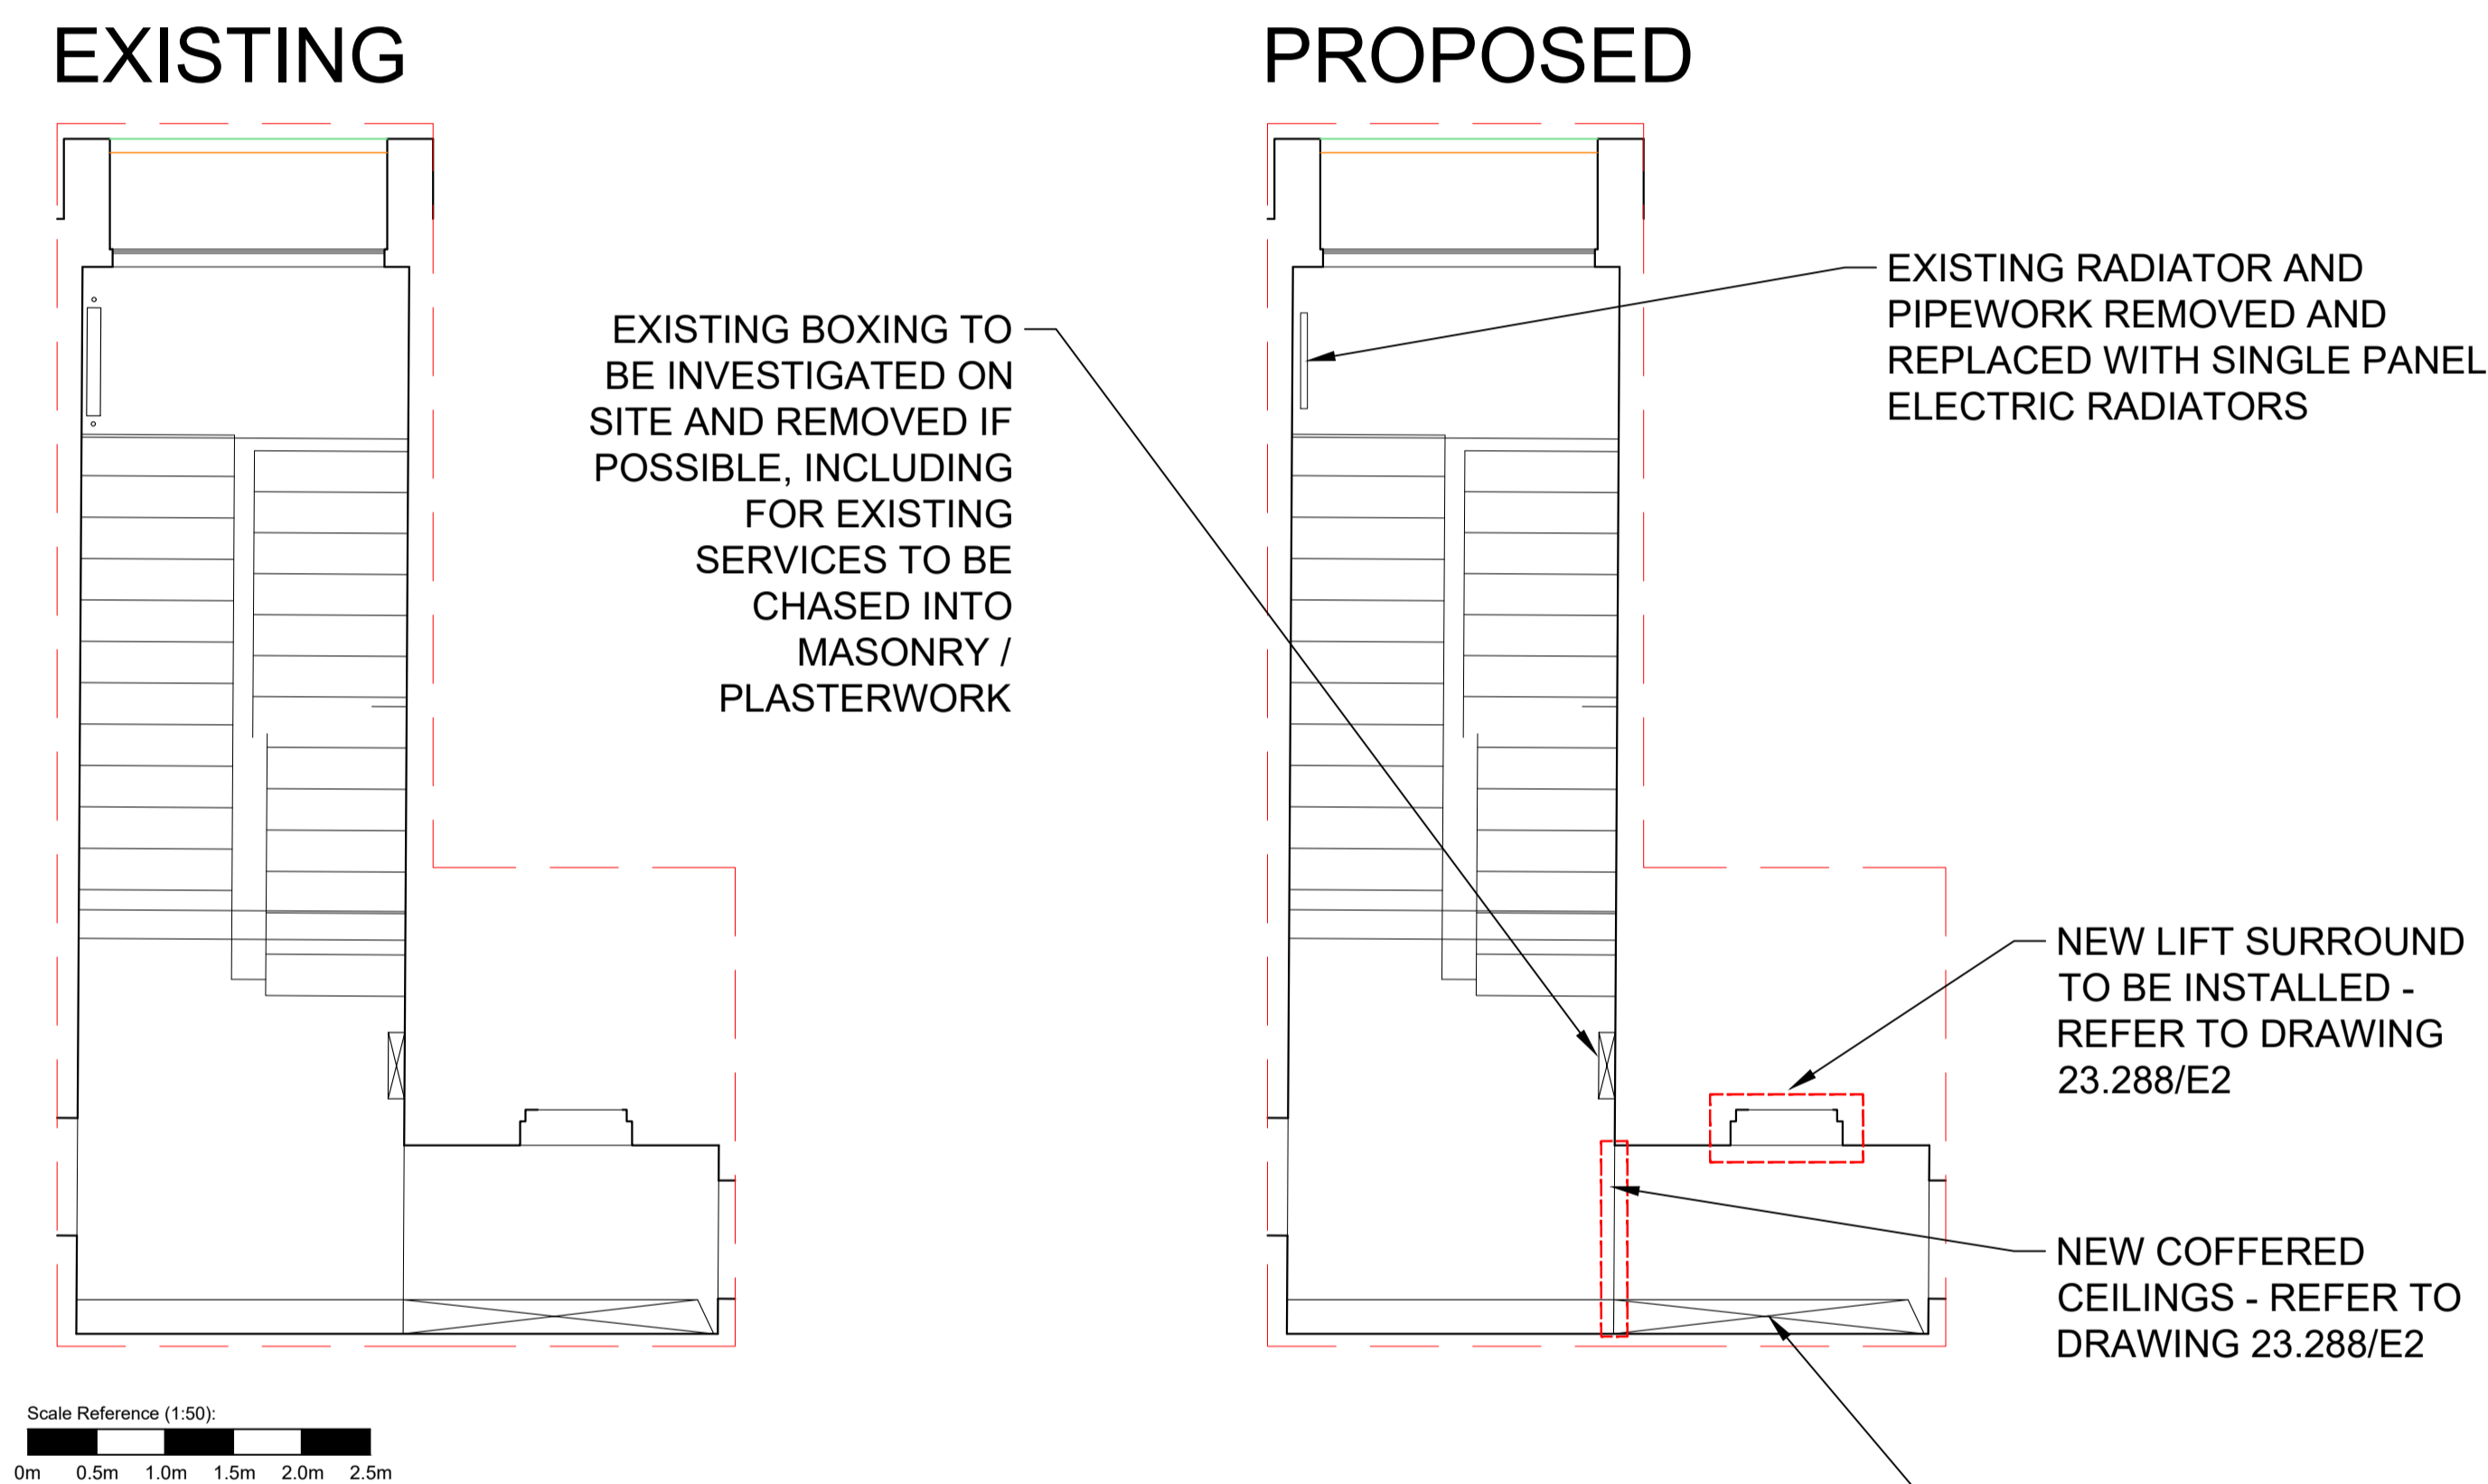 EXISTING
PROPOSED
EXISTING BOXING TO
BE INVESTIGATED ON
SITE AND REMOVED IF
POSSIBLE, INCLUDING
FOR EXISTING
SERVICES TO BE
CHASED INTO
MASONRY /
PLASTERWORK
EXISTING RADIATOR AND
PIPEWORK REMOVED AND
REPLACED WITH SINGLE PANEL
ELECTRIC RADIATORS
NEW LIFT SURROUND
TO BE INSTALLED -
REFER TO DRAWING
23.288/E2
NEW COFFERED
CEILINGS - REFER TO
DRAWING 23.288/E2
Scale Reference (1:50):
0m 0.5m 1.0m 1.5m 2.0m 2.5m